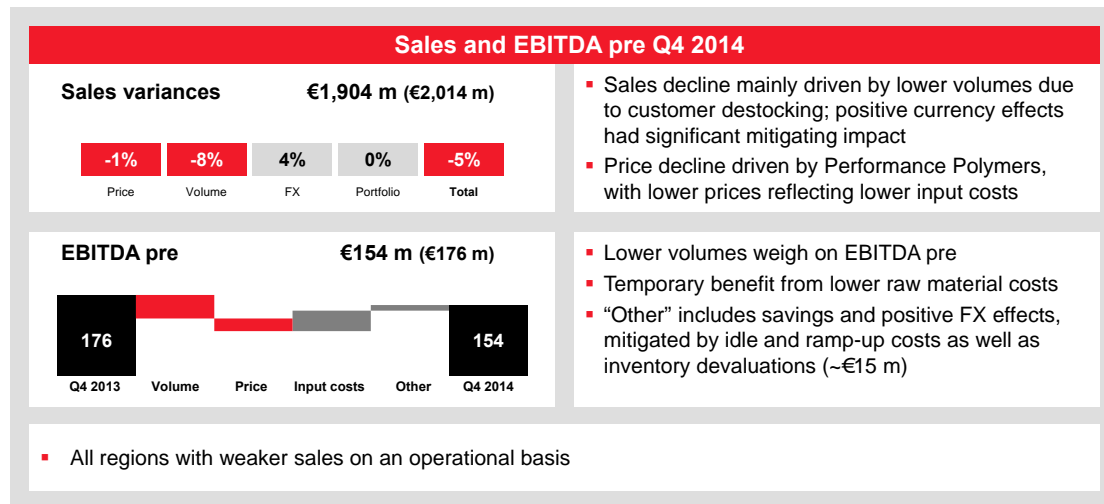 Sales and EBITDA pre Q4 2014
Sales variances €1,904 m (€2,014 m)
-1% -8% 4% 0% -5%
Price Volume FX Portfolio Total
▪ Sales decline mainly driven by lower volumes due
to customer destocking; positive currency effects
had significant mitigating impact
▪ Price decline driven by Performance Polymers,
with lower prices reflecting lower input costs
EBITDA pre €154 m (€176 m)
176 154
Q4 2013 Volume Price Input costs Other Q4 2014
▪ Lower volumes weigh on EBITDA pre
▪ Temporary benefit from lower raw material costs
▪ “Other” includes savings and positive FX effects,
mitigated by idle and ramp-up costs as well as
inventory devaluations (~€15 m)
▪ All regions with weaker sales on an operational basis